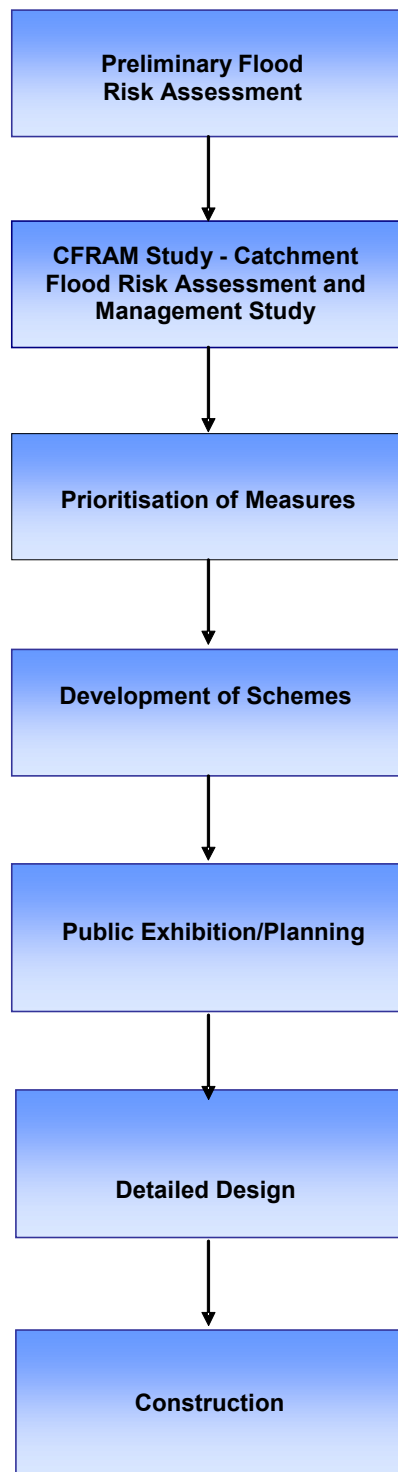 Preliminary Flood
Risk Assessment
CFRAM Study - Catchment
Flood Risk Assessment and
Management Study
Prioritisation of Measures
Development of Schemes
Public Exhibition/Planning
Detailed Design
Construction